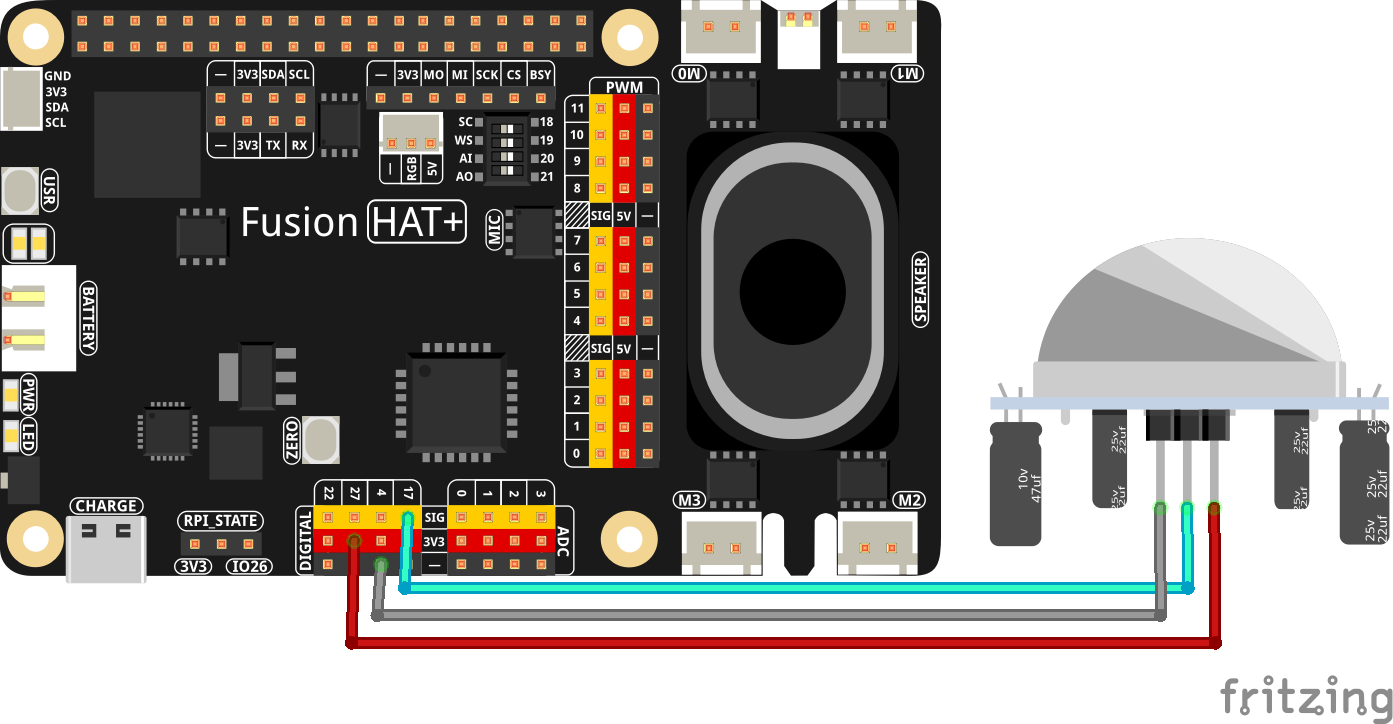 GND
3V3
SDA
SCL
— 3V3 SDA SCL
— 3V3 TX RX
— 3V3 MO MI SCK CS BSY
— RGB 5V
SC 18
WS 19
AI 20
AO 21
M0
M1
PWM
11
10
9
8
SIG 5V —
7
6
5
4
SIG 5V —
3
2
1
0
USR
Fusion HAT+
MIC
BATTERY
SPEAKER
PWR
LED
ZERO
CHARGE
RPI_STATE
3V3 IO26
DIGITAL
22 27 4 17
SIG
3V3
—
0 1 2 3
ADC
M3
M2
10v
47uf
25v
22uf
25v
22uf
25v
22uf
25v
22uf
25v
22uf
25v
22uf
25v
22
fritzing